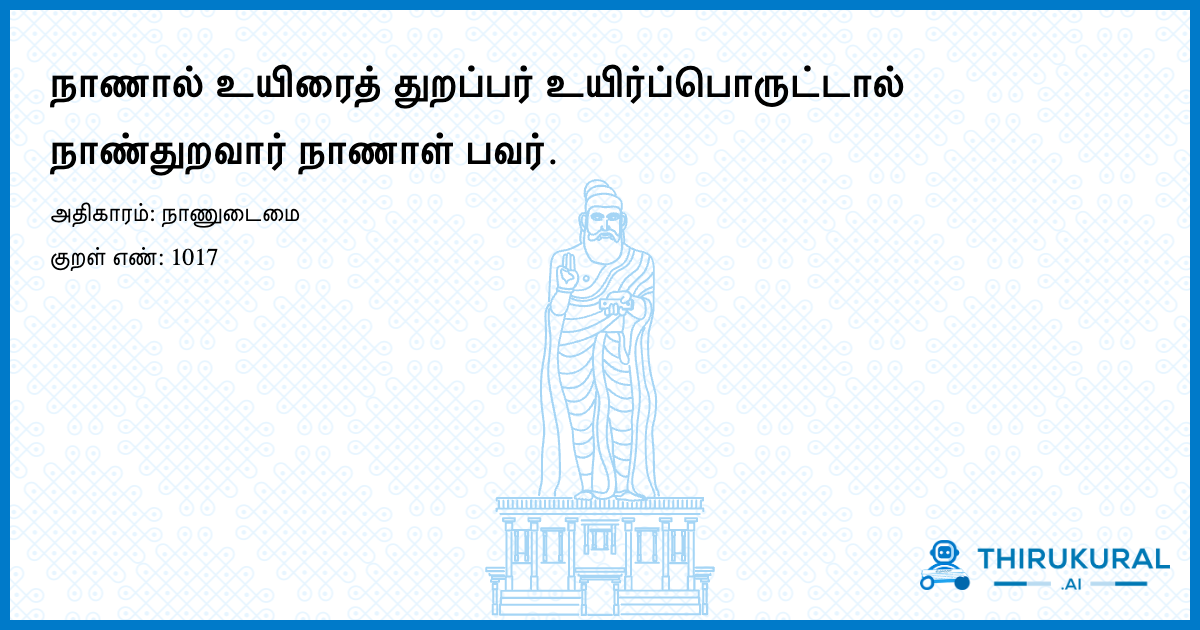 நாணால் உயிரைத் துறப்பர் உயிர்ப்பொருட்டால்
நாண்துறவார் நாணாள் பவர்.
அதிகாரம்: நாணுடைமை
குறள் எண்: 1017
THIRUKURAL
.AI